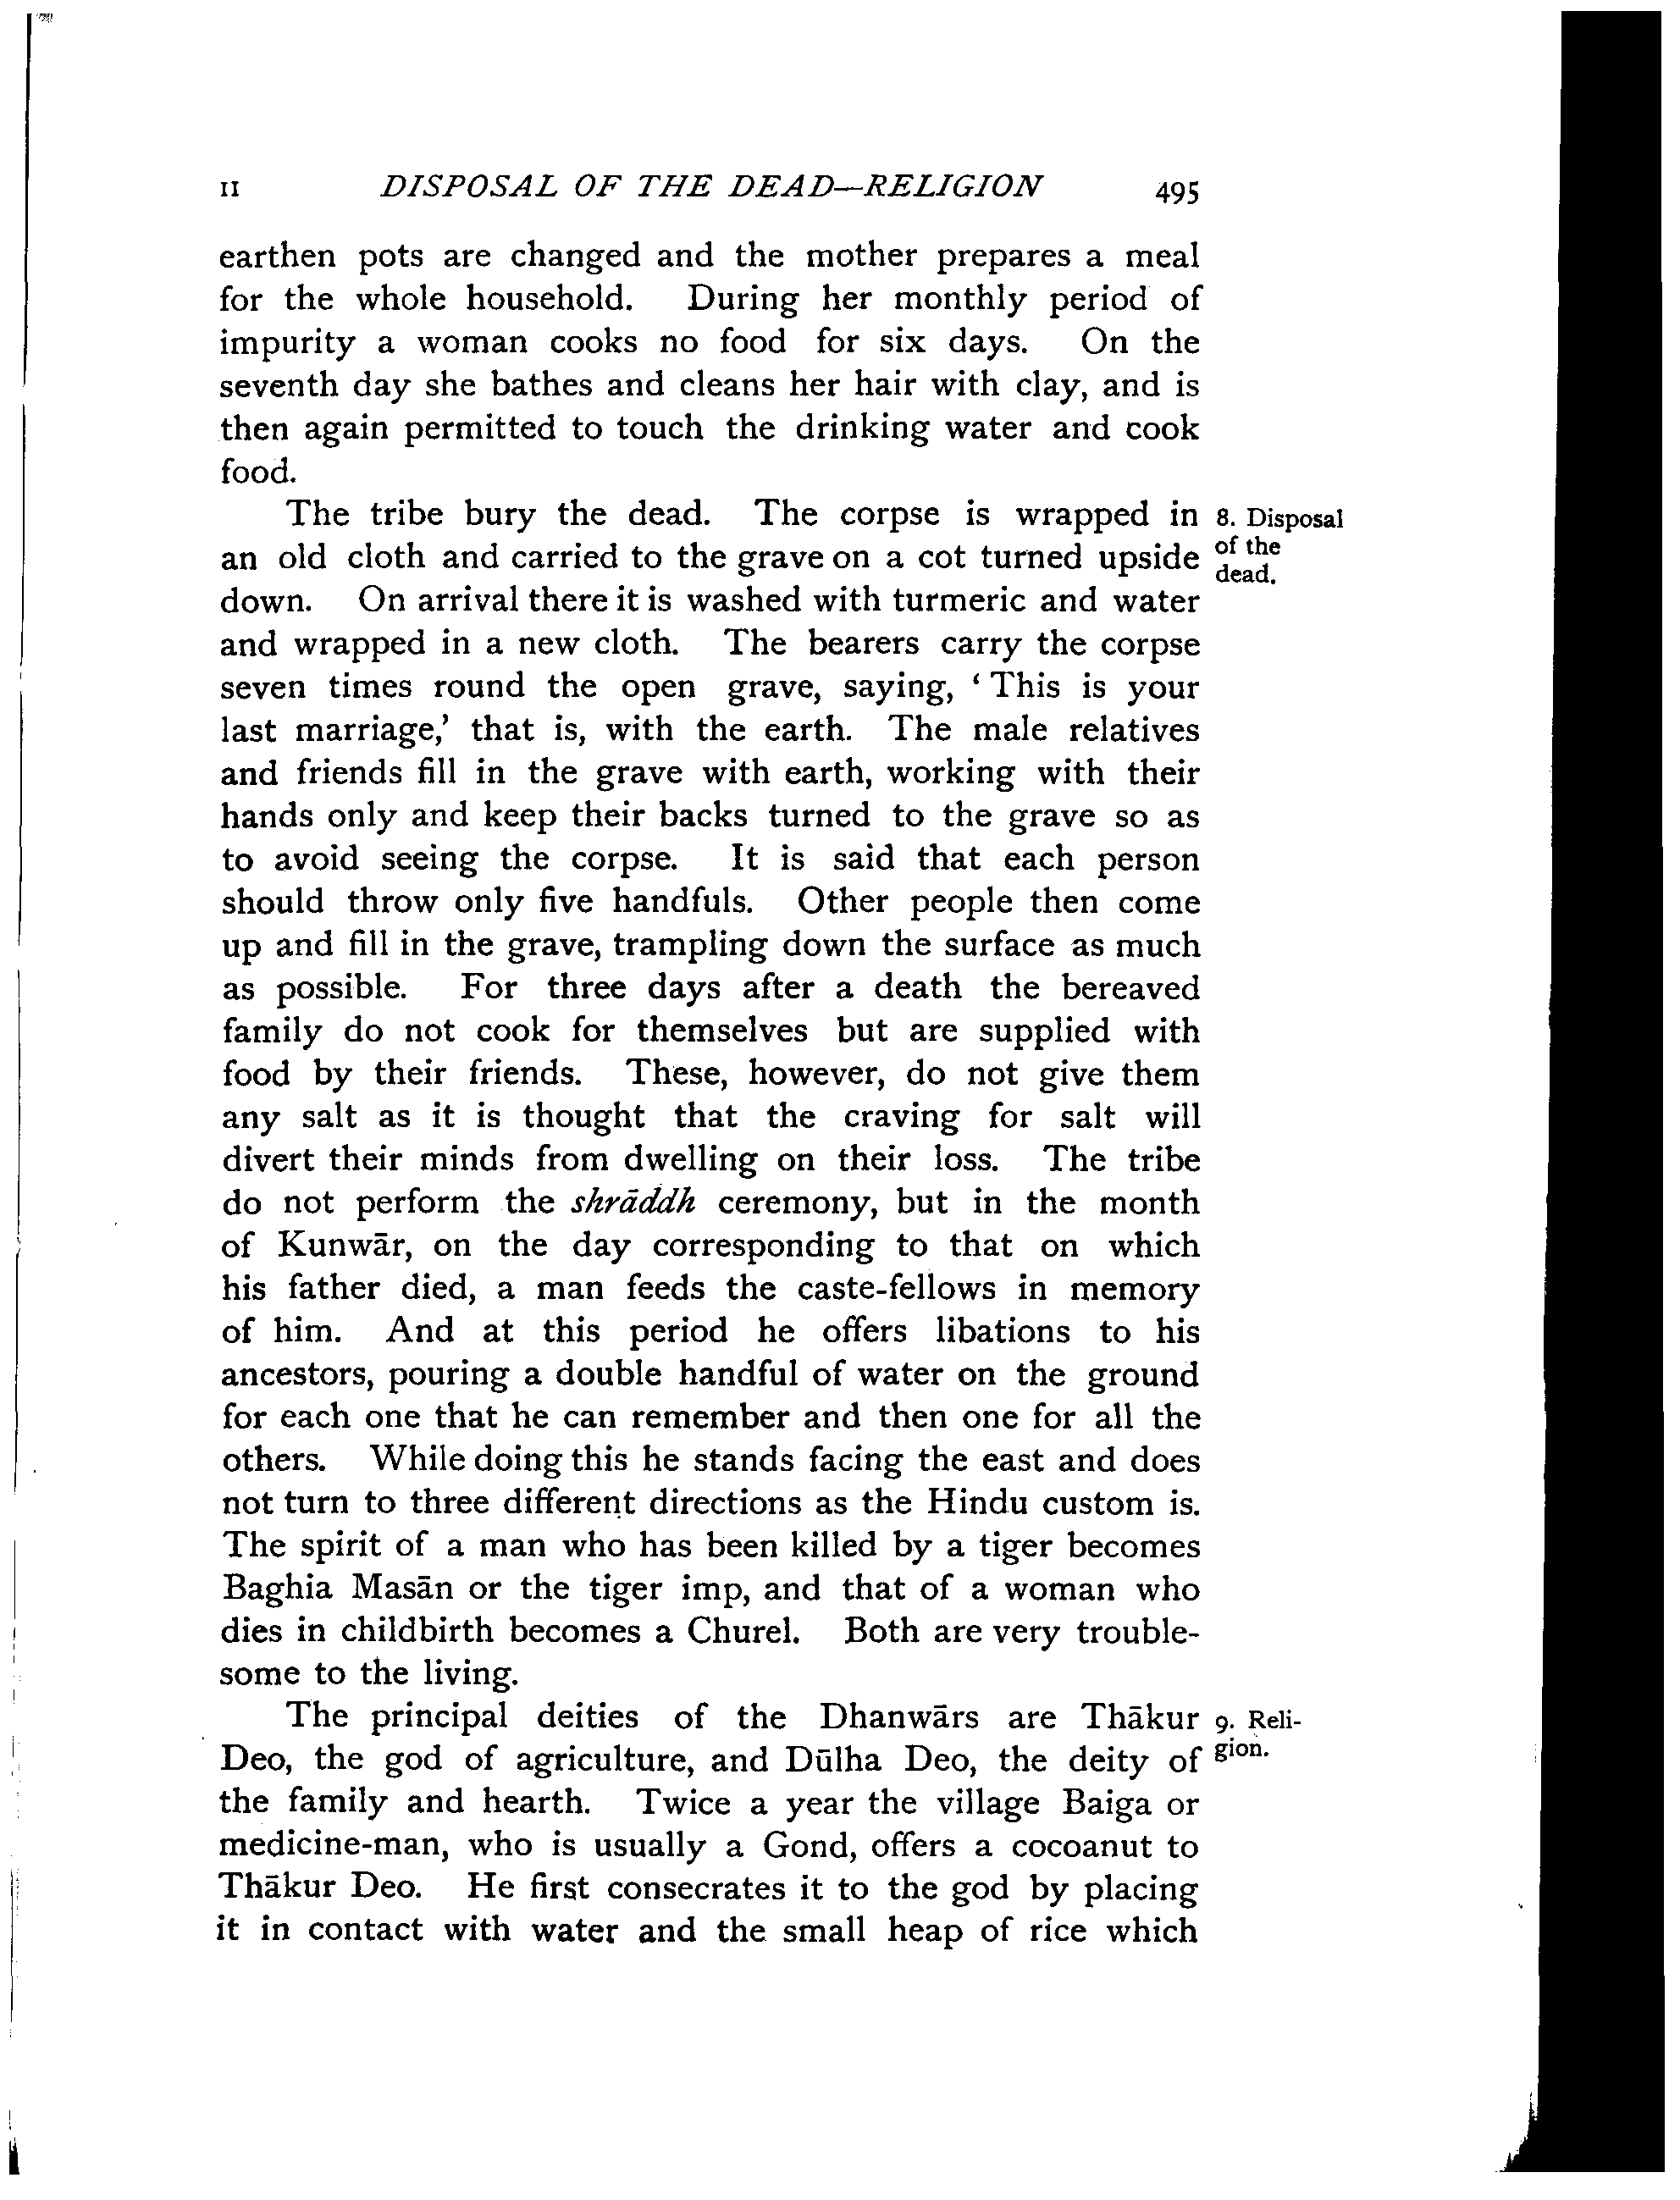 II DISPOSAL OF THE DEAD—RELIGION 495
earthen pots are changed and the mother prepares a meal
for the whole household. During her monthly period of
impurity a woman cooks no food for six days. On the
seventh day she bathes and cleans her hair with clay, and is
then again permitted to touch the drinking water and cook
food.
The tribe bury the dead. The corpse is wrapped in
an old cloth and carried to the grave on a cot turned upside
down. On arrival there it is washed with turmeric and water
and wrapped in a new cloth. The bearers carry the corpse
seven times round the open grave, saying, ‘This is your
last marriage,’ that is, with the earth. The male relatives
and friends fill in the grave with earth, working with their
hands only and keep their backs turned to the grave so as
to avoid seeing the corpse. It is said that each person
should throw only five handfuls. Other people then come
up and fill in the grave, trampling down the surface as much
as possible. For three days after a death the bereaved
family do not cook for themselves but are supplied with
food by their friends. These, however, do not give them
any salt as it is thought that the craving for salt will
divert their minds from dwelling on their loss. The tribe
do not perform the shrāddh ceremony, but in the month
of Kunwār, on the day corresponding to that on which
his father died, a man feeds the caste-fellows in memory
of him. And at this period he offers libations to his
ancestors, pouring a double handful of water on the ground
for each one that he can remember and then one for all the
others. While doing this he stands facing the east and does
not turn to three different directions as the Hindu custom is.
The spirit of a man who has been killed by a tiger becomes
Baghia Masān or the tiger imp, and that of a woman who
dies in childbirth becomes a Churel. Both are very trouble-
some to the living.
The principal deities of the Dhanwārs are Thākur
Deo, the god of agriculture, and Dūlha Deo, the deity of
the family and hearth. Twice a year the village Baiga or
medicine-man, who is usually a Gond, offers a cocoanut to
Thākur Deo. He first consecrates it to the god by placing
it in contact with water and the small heap of rice which
8. Disposal
of the
dead.
9. Reli-
gion.